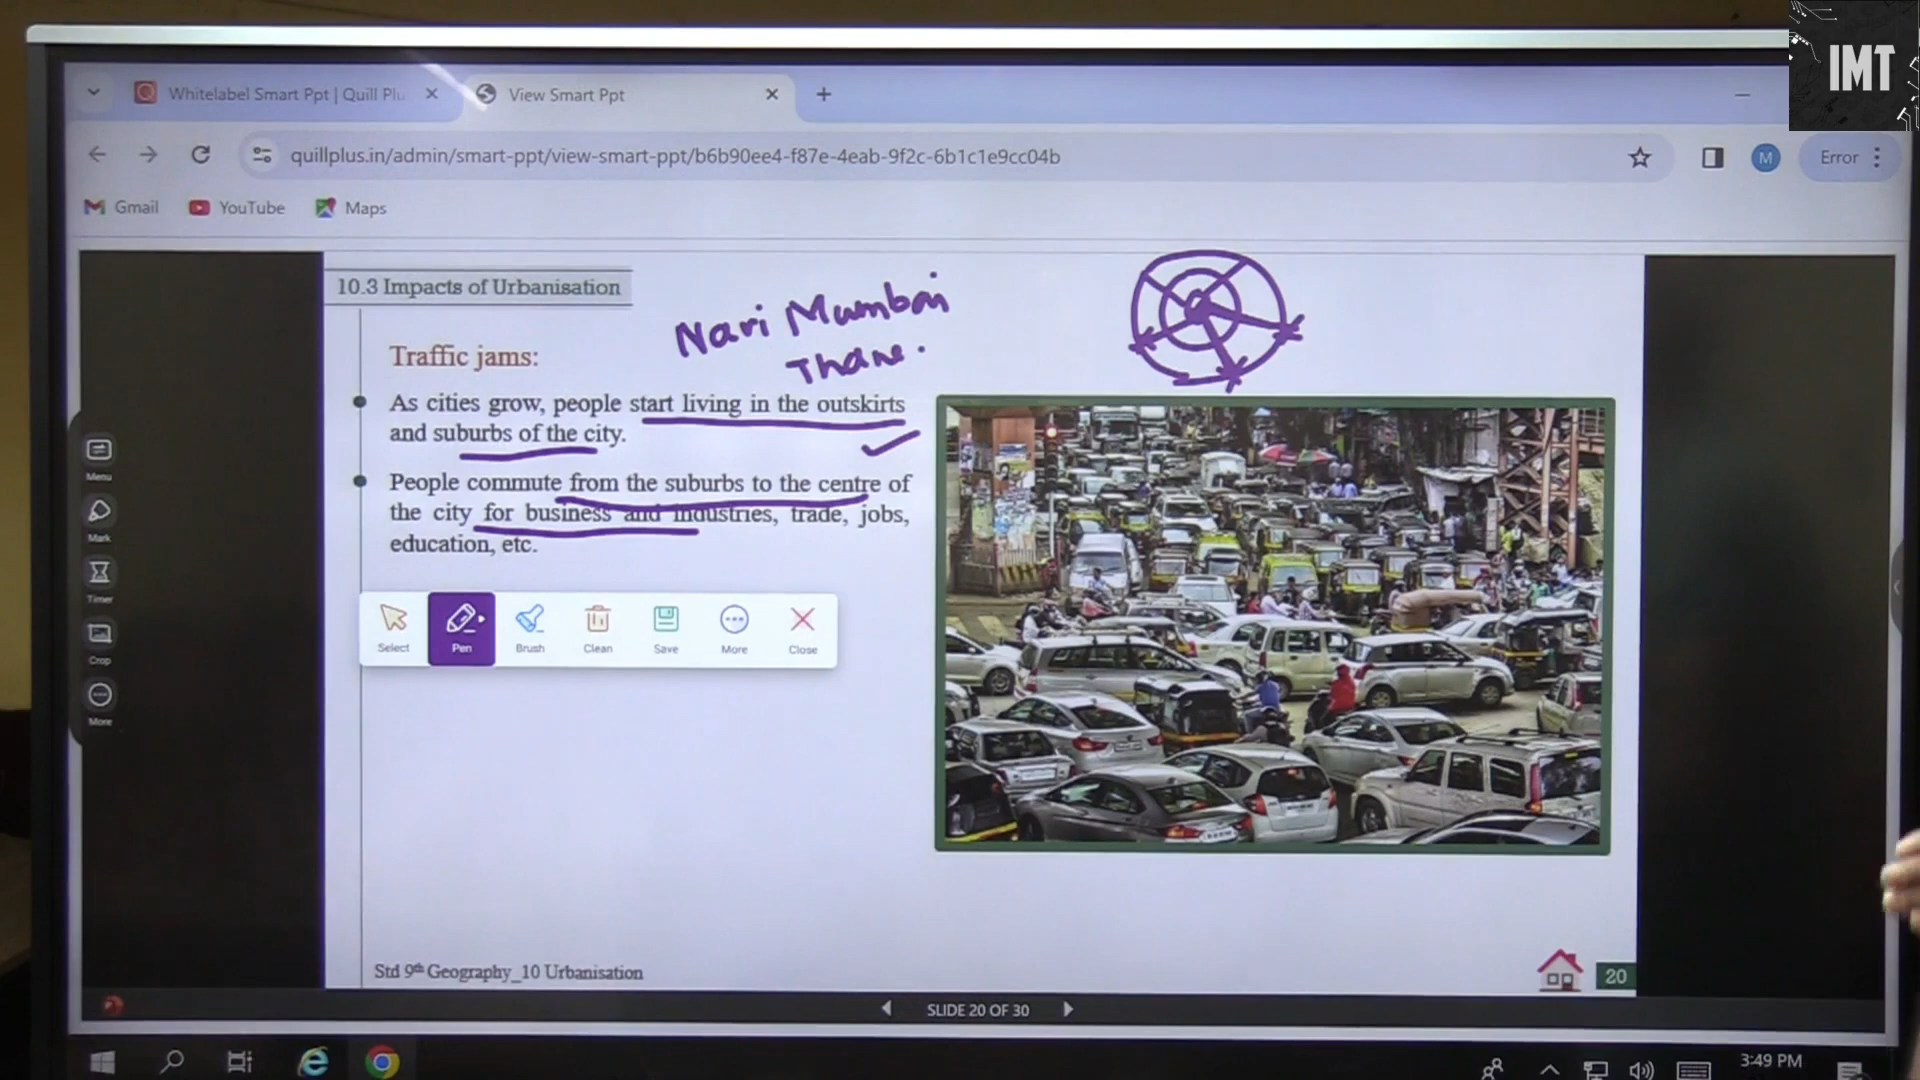 IMT
Whitelabel Smart Ppt | Quill Plu
View Smart Ppt
quillplus.in/admin/smart-ppt/view-smart-ppt/b6b90ee4-f87e-4eab-9f2c-6b1c1e9cc04b
M
Error
Gmail
YouTube
Maps
10.3 Impacts of Urbanisation
Navi Mumbai
Thane.
Traffic jams:
As cities grow, people start living in the outskirts
and suburbs of the city.
People commute from the suburbs to the centre of
the city for business and industries, trade, jobs,
education, etc.
Menu
Mark
Timer
Crop
More
Select
Pen
Brush
Clean
Save
More
Close
Std 9th Geography_10 Urbanisation
20
SLIDE 20 OF 30
3:49 PM